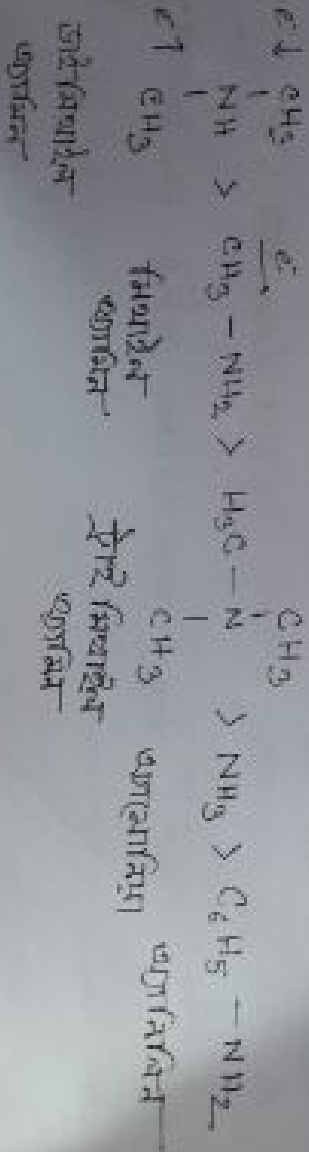 e↓ CH₃ CH₃
NH > CH₃ – NH₂ > H₃C – N > NH₃ > C₆H₅ – NH₂
e↑ CH₃ CH₃
ডাইমিথাইল মিথাইল ট্রাই মিথাইল এ্যামোনিয়া এ্যানিলিন
এ্যামিন এ্যামিন এ্যামিন